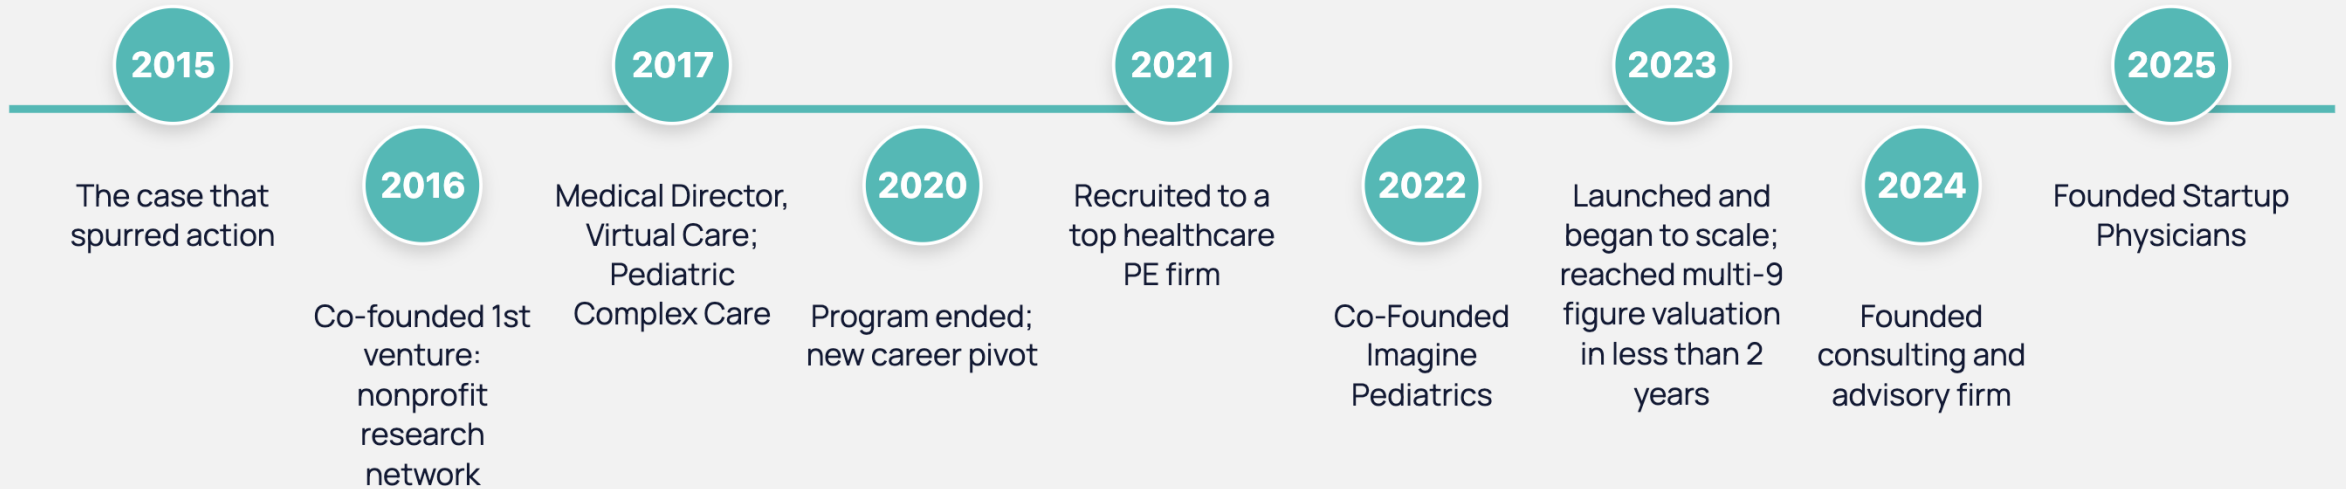 2015
The case that
spurred action
2016
Co-founded 1st
venture:
nonprofit
research
network
2017
Medical Director,
Virtual Care;
Pediatric
Complex Care
2020
Program ended;
new career pivot
2021
Recruited to a
top healthcare
PE firm
2022
Co-Founded
Imagine
Pediatrics
2023
Launched and
began to scale;
reached multi-9
figure valuation
in less than 2
years
2024
Founded
consulting and
advisory firm
2025
Founded Startup
Physicians